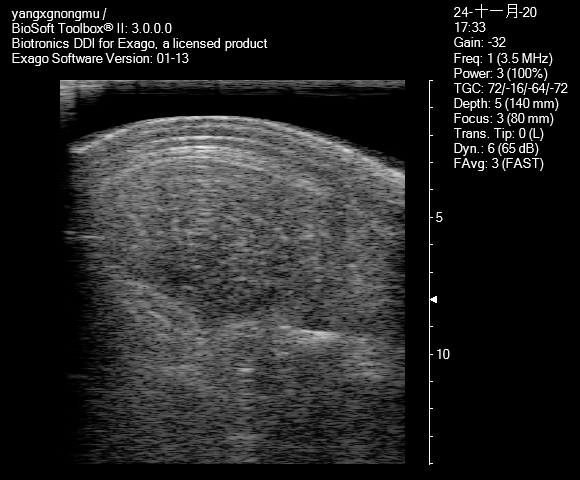 yangxgnongmu /
BioSoft Toolbox® II: 3.0.0.0
Biotronics DDI for Exago, a licensed product
Exago Software Version: 01-13
24-十一月-20
17:33
Gain: -32
Freq: 1 (3.5 MHz)
Power: 3 (100%)
TGC: 72/-16/-64/-72
Depth: 5 (140 mm)
Focus: 3 (80 mm)
Trans. Tip: 0 (L)
Dyn.: 6 (65 dB)
FAvg: 3 (FAST)
5
10